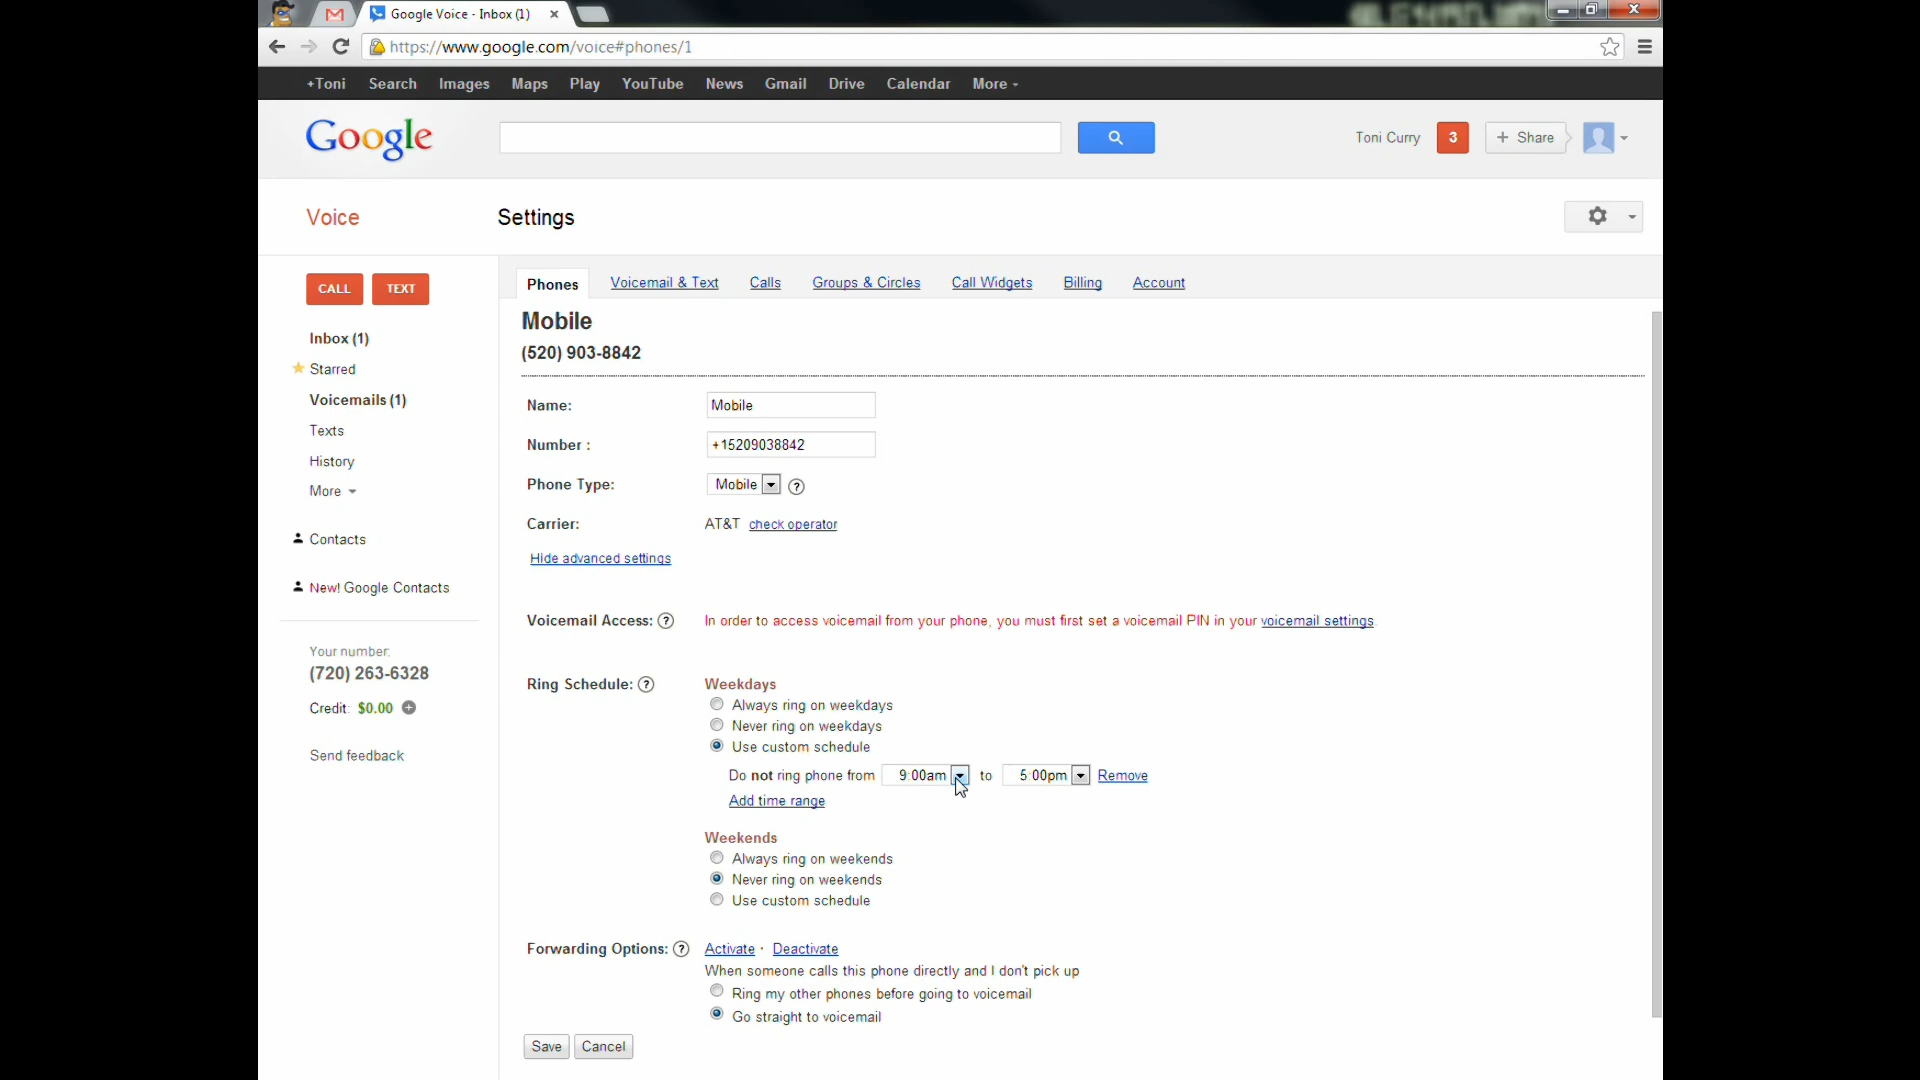 Google Voice - Inbox (1)
https://www.google.com/voice#phones/1
+Toni Search Images Maps Play YouTube News Gmail Drive Calendar More
Google
Toni Curry 3 + Share
Voice Settings
CALL TEXT
Phones Voicemail & Text Calls Groups & Circles Call Widgets Billing Account
Inbox (1)
Starred
Voicemails (1)
Texts
History
More
Contacts
New! Google Contacts
Your number:
(720) 263-6328
Credit: $0.00
Send feedback
Mobile
(520) 903-8842
Name: Mobile
Number : +15209038842
Phone Type: Mobile ?
Carrier: AT&T check operator
Hide advanced settings
Voicemail Access: ? In order to access voicemail from your phone, you must first set a voicemail PIN in your voicemail settings.
Ring Schedule: ? Weekdays
Always ring on weekdays
Never ring on weekdays
Use custom schedule
Do not ring phone from 9:00am to 5:00pm Remove
Add time range
Weekends
Always ring on weekends
Never ring on weekends
Use custom schedule
Forwarding Options: ? Activate · Deactivate
When someone calls this phone directly and I don't pick up
Ring my other phones before going to voicemail
Go straight to voicemail
Save Cancel